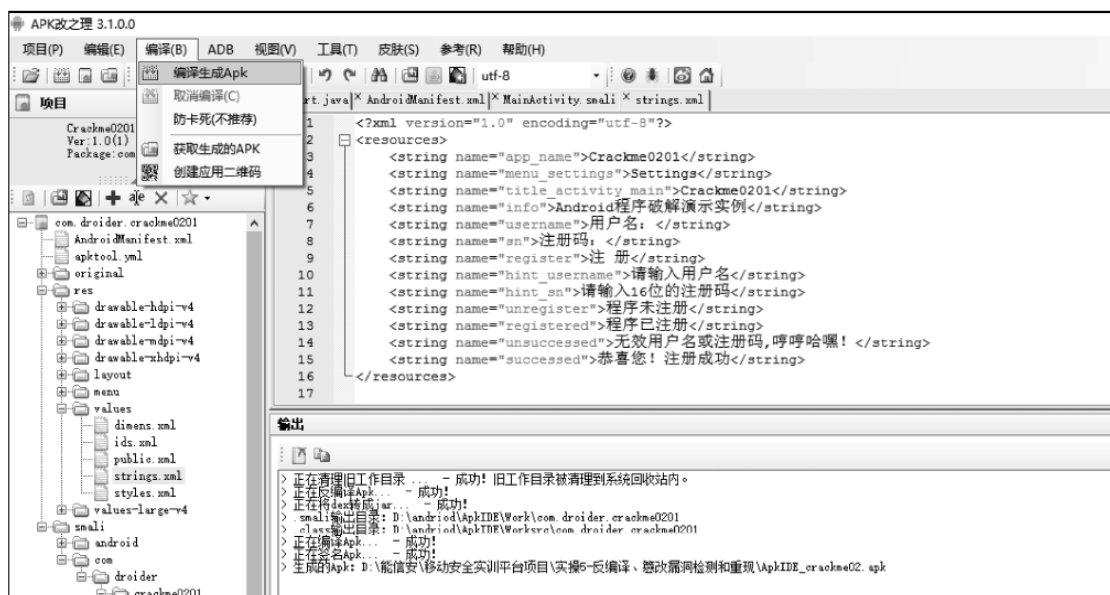 APK改之理 3.1.0.0
项目(P) 编辑(E) 编译(B) ADB 视图(V) 工具(T) 皮肤(S) 参考(R) 帮助(H)
编译生成Apk
取消编译(C)
防卡死(不推荐)
获取生成的APK
创建应用二维码
utf-8
项目
Crackme0201
Ver:1.0(1)
Package:com
rt.java AndroidManifest.xml MainActivity.smali strings.xml
1 <?xml version="1.0" encoding="utf-8"?>
2 <resources>
3 <string name="app_name">Crackme0201</string>
4 <string name="menu_settings">Settings</string>
5 <string name="title_activity_main">Crackme0201</string>
6 <string name="info">Android程序破解演示实例</string>
7 <string name="username">用户名：</string>
8 <string name="sn">注册码：</string>
9 <string name="register">注 册</string>
10 <string name="hint_username">请输入用户名</string>
11 <string name="hint_sn">请输入16位的注册码</string>
12 <string name="unregister">程序未注册</string>
13 <string name="registered">程序已注册</string>
14 <string name="unsuccessed">无效用户名或注册码,哼哼哈嘿！</string>
15 <string name="successed">恭喜您！注册成功</string>
16 </resources>
17
com.droider.crackme0201
AndroidManifest.xml
apktool.yml
original
res
drawable-hdpi-v4
drawable-ldpi-v4
drawable-mdpi-v4
drawable-xhdpi-v4
layout
menu
values
dimens.xml
ids.xml
public.xml
strings.xml
styles.xml
values-large-v4
smali
android
com
droider
crackme0201
输出
> 正在清理旧工作目录 ... - 成功! 旧工作目录被清理到系统回收站内。
> 正在反编译Apk... - 成功!
> 正在将dex转成jar... - 成功!
> .smali输出目录: D:\andriod\ApkIDE\Work\com.droider.crackme0201
> .class输出目录: D:\andriod\ApkIDE\Worksrc\com.droider.crackme0201
> 正在编译Apk... - 成功!
> 正在签名Apk... - 成功!
> 生成的Apk: D:\能信安\移动安全实训平台项目\实操5-反编译、篡改漏洞检测和重现\ApkIDE_crackme02.apk